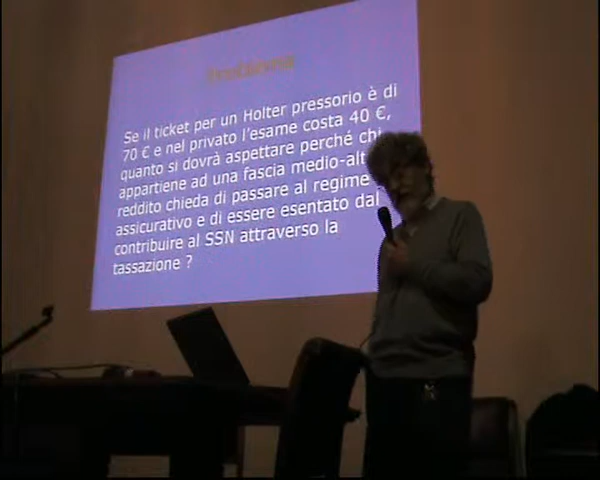 Se il ticket per un Holter pressorio è di
70 € e nel privato l'esame costa 40 €,
quanto si dovrà aspettare perché chi
appartiene ad una fascia medio-alt
reddito chieda di passare al regime
assicurativo e di essere esentato dal
contribuire al SSN attraverso la
tassazione ?